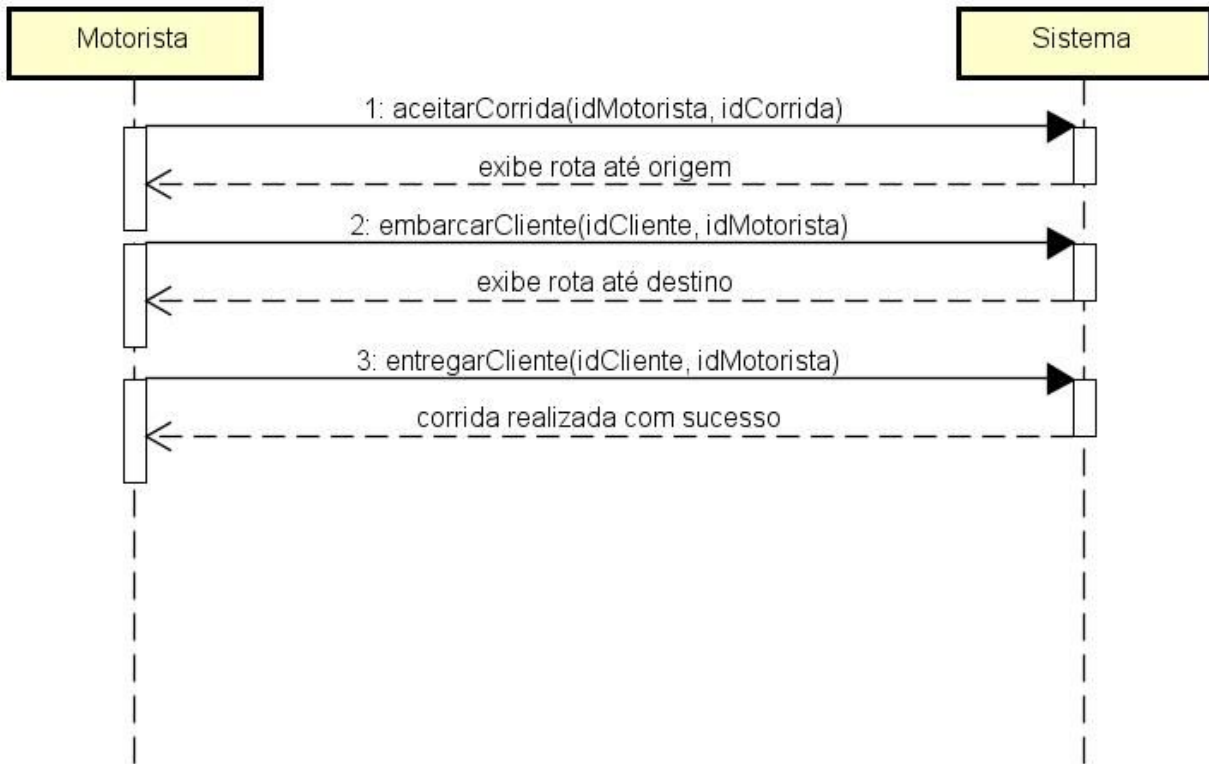 Motorista
Sistema
1: aceitarCorrida(idMotorista, idCorrida)
exibe rota até origem
2: embarcarCliente(idCliente, idMotorista)
exibe rota até destino
3: entregarCliente(idCliente, idMotorista)
corrida realizada com sucesso